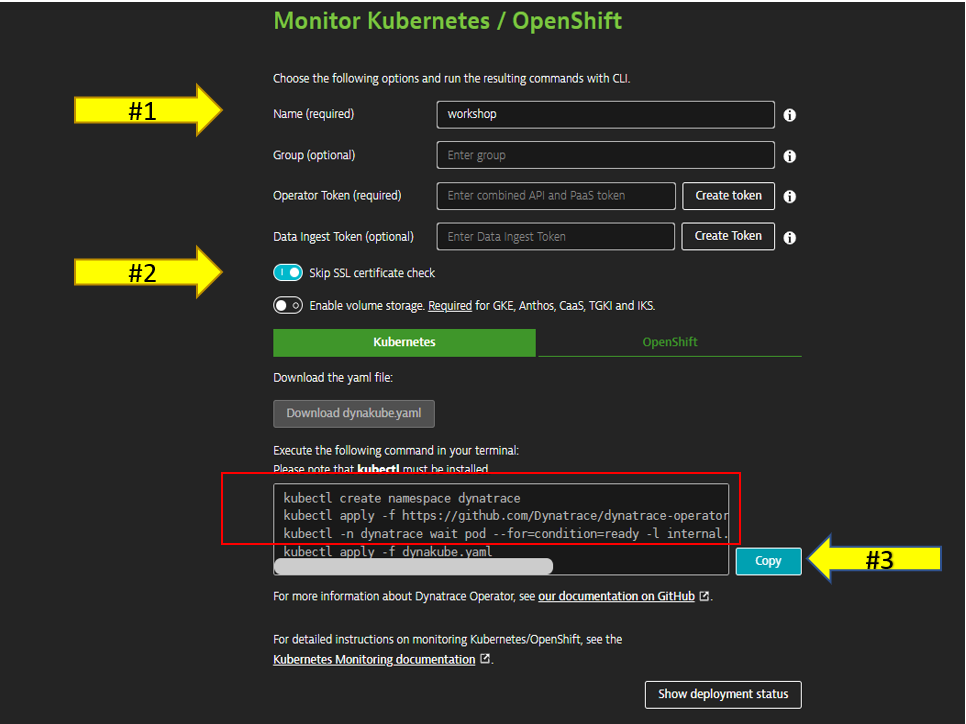 Monitor Kubernetes / OpenShift
Choose the following options and run the resulting commands with CLI.
#1
Name (required)
workshop
Group (optional)
Enter group
Operator Token (required)
Enter combined API and PaaS token
Create token
Data Ingest Token (optional)
Enter Data Ingest Token
Create Token
#2
Skip SSL certificate check
Enable volume storage. Required for GKE, Anthos, CaaS, TGKI and IKS.
Kubernetes
OpenShift
Download the yaml file:
Download dynakube.yaml
Execute the following command in your terminal:
Please note that kubectl must be installed
kubectl create namespace dynatrace
kubectl apply -f https://github.com/Dynatrace/dynatrace-operator
kubectl -n dynatrace wait pod --for=condition=ready -l internal.
kubectl apply -f dynakube.yaml
Copy
#3
For more information about Dynatrace Operator, see our documentation on GitHub .
For detailed instructions on monitoring Kubernetes/OpenShift, see the
Kubernetes Monitoring documentation .
Show deployment status